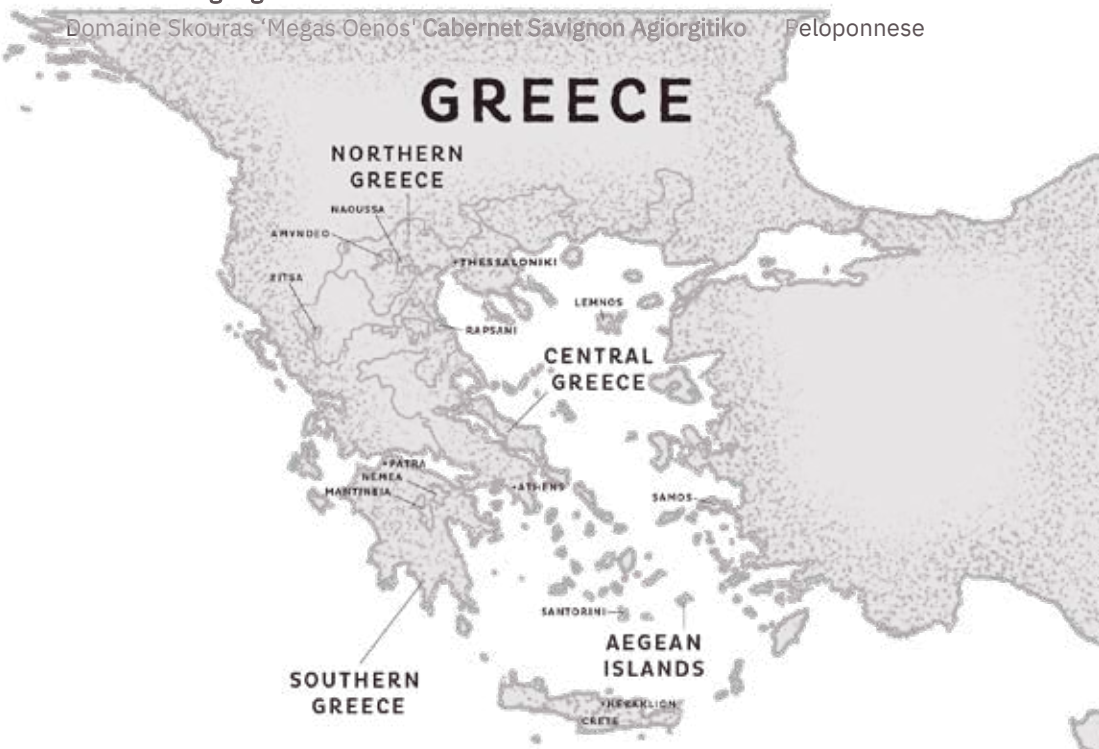 Domaine Skouras ‘Megas Oenos' Cabernet Savignon Agiorgitiko Peloponnese
GREECE
NORTHERN
GREECE
NAOUSSA
AMYNDEO
ZITSA
•THESSALONIKI
LEMNOS
RAPSANI
CENTRAL
GREECE
•PATRA
NEMEA
MANTINEIA
•ATHENS
SAMOS
SANTORINI
AEGEAN
ISLANDS
SOUTHERN
GREECE
•HERAKLION
CRETE